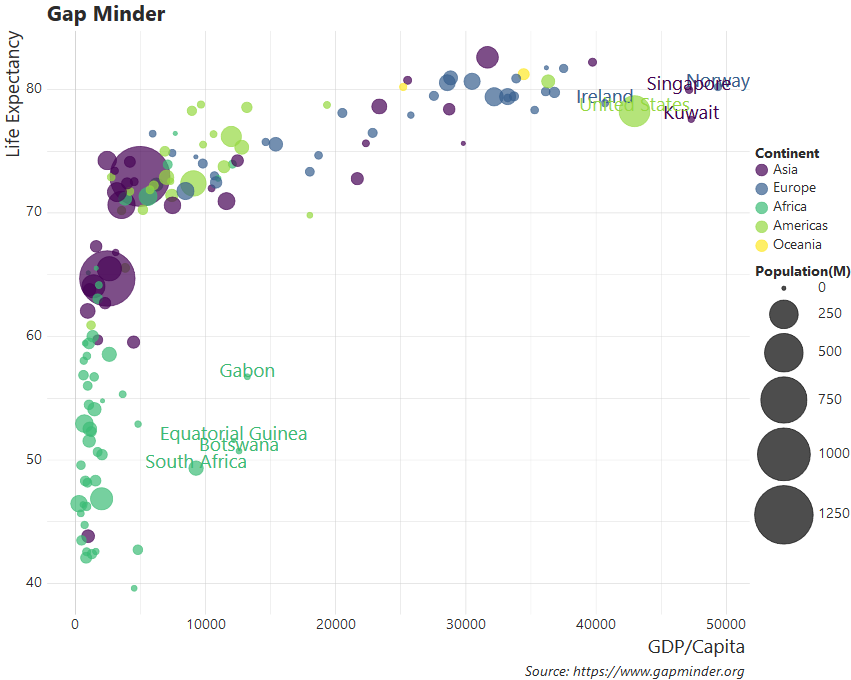 Gap Minder
Life Expectancy
80
70
60
50
40
Norway
Singapore
Ireland
United States
Kuwait
Gabon
Equatorial Guinea
Botswana
South Africa
Continent
Asia
Europe
Africa
Americas
Oceania
Population(M)
0
250
500
750
1000
1250
0 10000 20000 30000 40000 50000
GDP/Capita
Source: https://www.gapminder.org